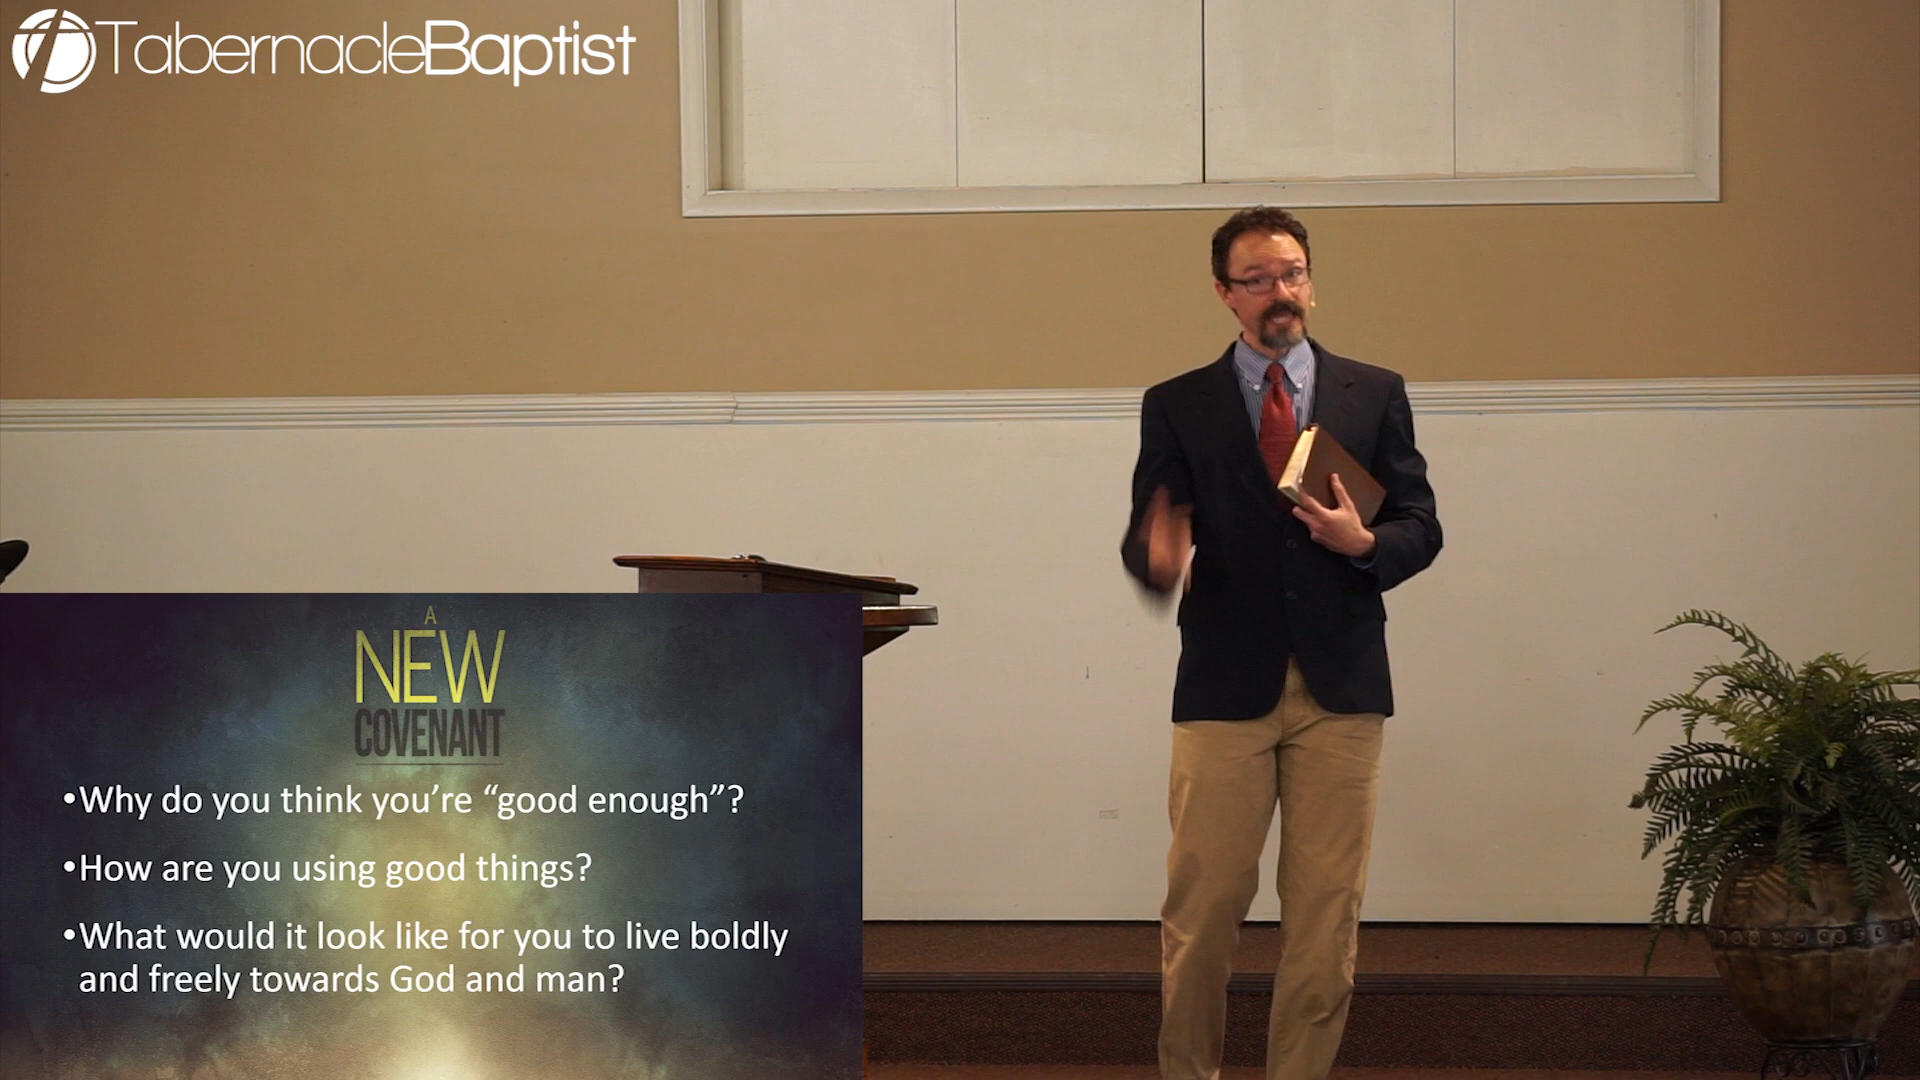 TabernacleBaptist
A
NEW
COVENANT
•Why do you think you’re “good enough”?
•How are you using good things?
•What would it look like for you to live boldly
and freely towards God and man?